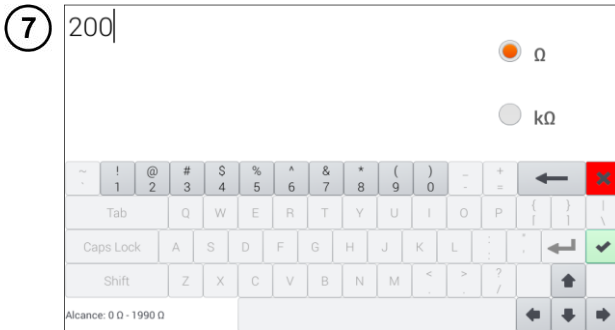 7
200
Ω
kΩ
~ ! @ # $ % ^ & * ( ) _ +
` 1 2 3 4 5 6 7 8 9 0 - =
Tab Q W E R T Y U I O P { } |
[ ] \
Caps Lock A S D F G H J K L : "
; '
Shift Z X C V B N M < > ?
, . /
Alcance: 0 Ω - 1990 Ω